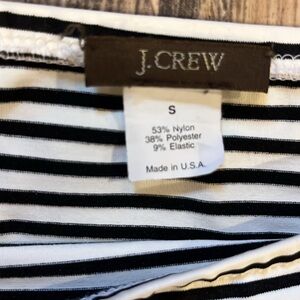 J.CREW
S
53% Nylon
38% Polyester
9% Elastic
Made in U.S.A.